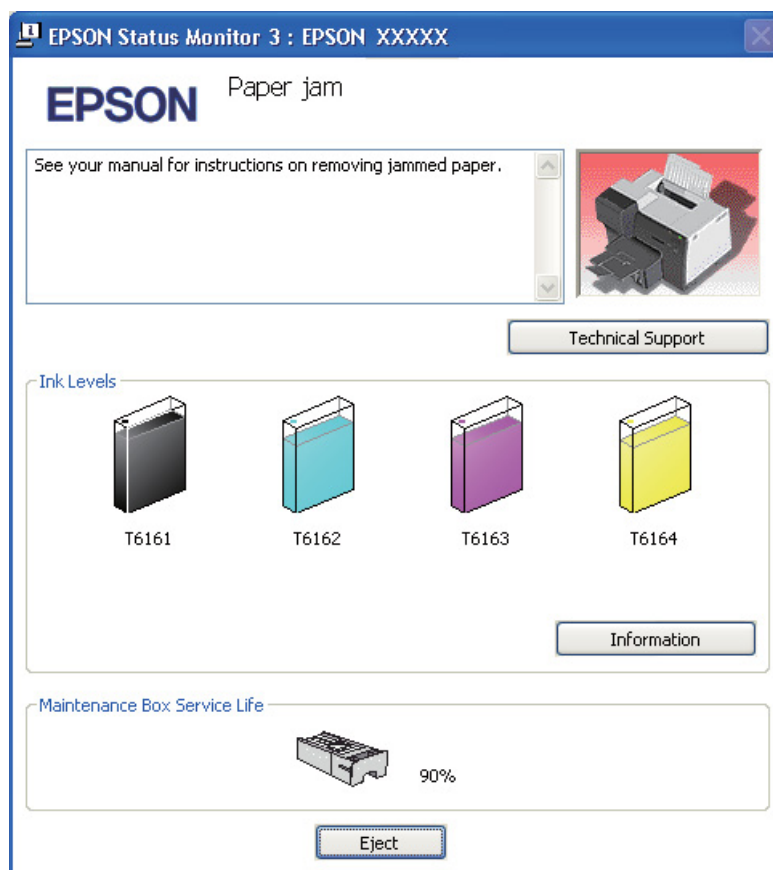 EPSON Status Monitor 3 : EPSON XXXXX
EPSON
Paper jam
See your manual for instructions on removing jammed paper.
Technical Support
Ink Levels
T6161
T6162
T6163
T6164
Information
Maintenance Box Service Life
90%
Eject